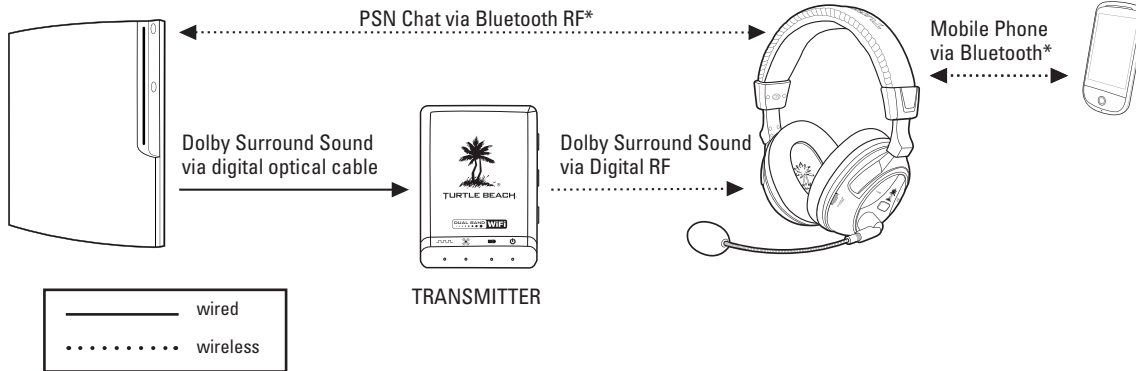 PSN Chat via Bluetooth RF*
Mobile Phone
via Bluetooth*
Dolby Surround Sound
via digital optical cable
Dolby Surround Sound
via Digital RF
TURTLE BEACH
DUAL BAND WiFi
TRANSMITTER
wired
wireless